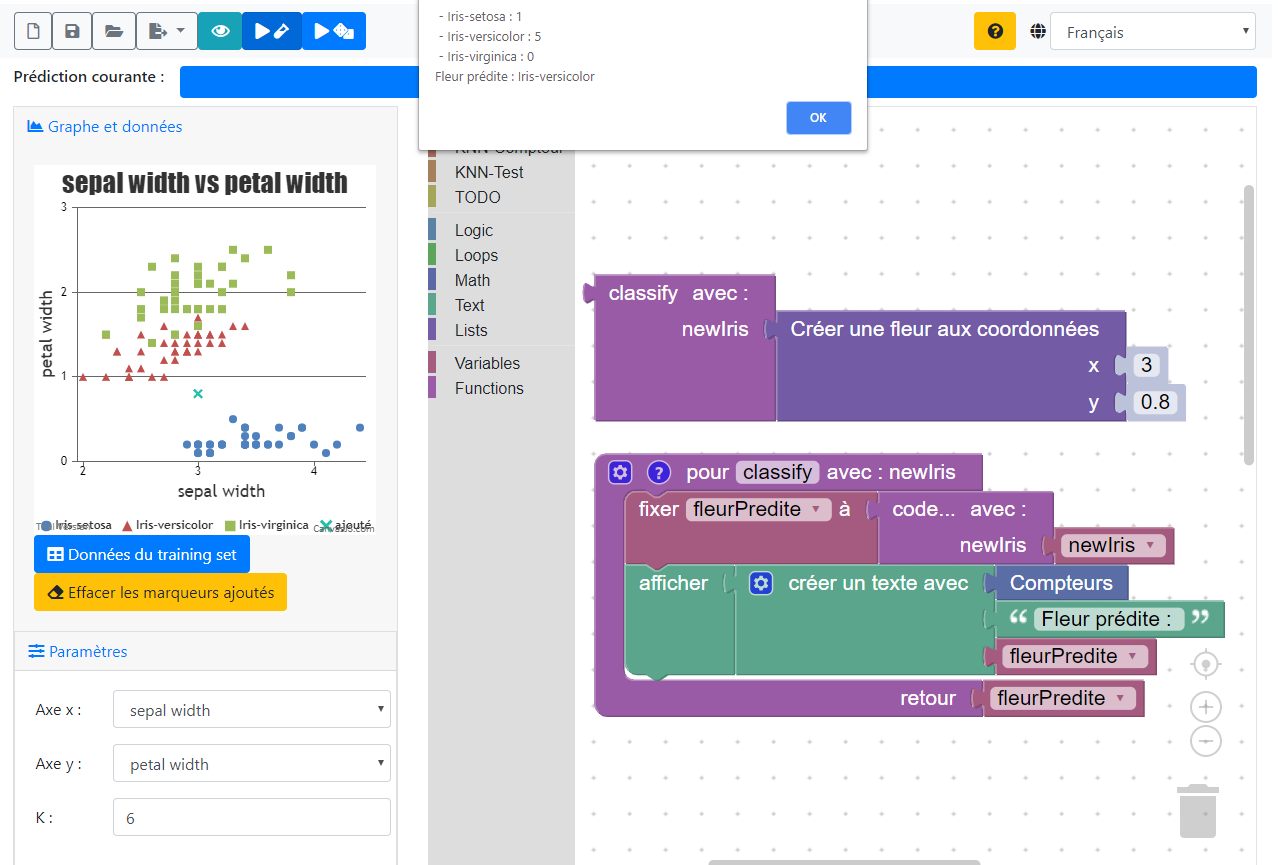 - Iris-setosa : 1
- Iris-versicolor : 5
- Iris-virginica : 0
Fleur prédite : Iris-versicolor
OK
Français
Prédiction courante :
Graphe et données
sepal width vs petal width
3
2
1
0
petal width
2
3
4
sepal width
Iris-setosa
Iris-versicolor
Iris-virginica
ajouté
Données du training set
Effacer les marqueurs ajoutés
Paramètres
Axe x :
sepal width
Axe y :
petal width
K :
6
KNN-Compteur
KNN-Test
TODO
Logic
Loops
Math
Text
Lists
Variables
Functions
classify avec :
newIris
Créer une fleur aux coordonnées
x
3
y
0.8
? pour classify avec : newIris
fixer fleurPredite à code... avec :
newIris newIris
afficher créer un texte avec Compteurs
“ Fleur prédite : ”
fleurPredite
retour fleurPredite